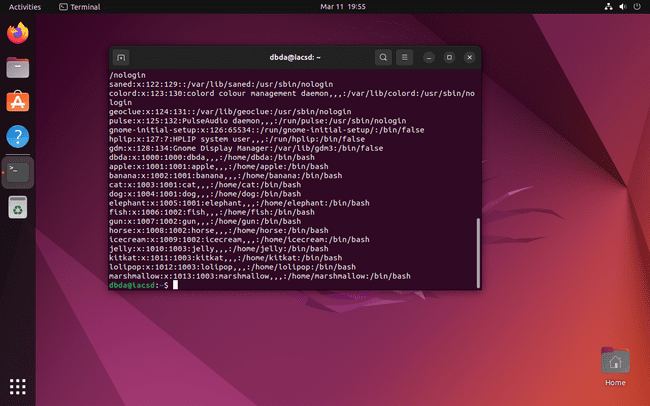 Activities
Terminal
Mar 11 19:55
dbda@iacsd: ~
/nologin
saned:x:122:129::/var/lib/saned:/usr/sbin/nologin
colord:x:123:130:colord colour management daemon,,,:/var/lib/colord:/usr/sbin/no
login
geoclue:x:124:131::/var/lib/geoclue:/usr/sbin/nologin
pulse:x:125:132:PulseAudio daemon,,,:/run/pulse:/usr/sbin/nologin
gnome-initial-setup:x:126:65534::/run/gnome-initial-setup/:/bin/false
hplip:x:127:7:HPLIP system user,,,:/run/hplip:/bin/false
gdm:x:128:134:Gnome Display Manager:/var/lib/gdm3:/bin/false
dbda:x:1000:1000:dbda,,,:/home/dbda:/bin/bash
apple:x:1001:1001:apple,,,:/home/apple:/bin/bash
banana:x:1002:1001:banana,,,:/home/banana:/bin/bash
cat:x:1003:1001:cat,,,:/home/cat:/bin/bash
dog:x:1004:1001:dog,,,:/home/dog:/bin/bash
elephant:x:1005:1001:elephant,,,:/home/elephant:/bin/bash
fish:x:1006:1002:fish,,,:/home/fish:/bin/bash
gun:x:1007:1002:gun,,,:/home/gun:/bin/bash
horse:x:1008:1002:horse,,,:/home/horse:/bin/bash
icecream:x:1009:1002:icecream,,,:/home/icecream:/bin/bash
jelly:x:1010:1003:jelly,,,:/home/jelly:/bin/bash
kitkat:x:1011:1003:kitkat,,,:/home/kitkat:/bin/bash
lolipop:x:1012:1003:lolipop,,,:/home/lolipop:/bin/bash
marshmallow:x:1013:1003:marshmallow,,,:/home/marshmallow:/bin/bash
dbda@iacsd:~$
Home